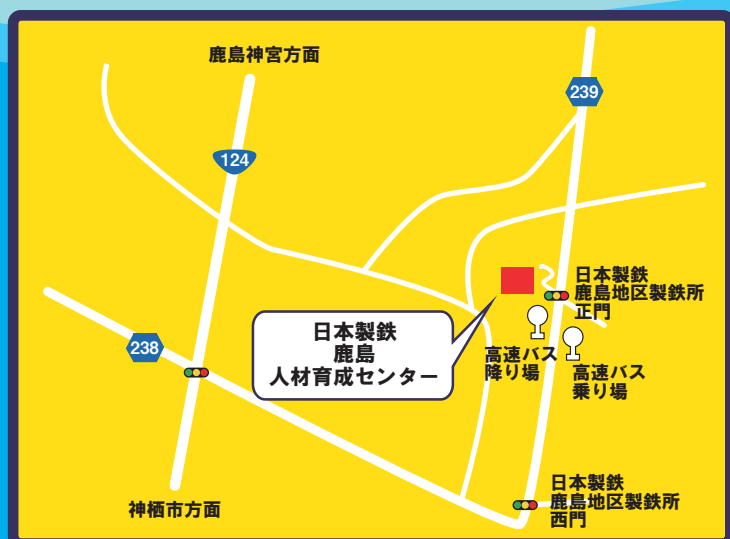 鹿島神宮方面
239
124
日本製鉄
鹿島地区製鉄所
正門
日本製鉄
鹿島
人材育成センター
238
高速バス
降り場
高速バス
乗り場
日本製鉄
鹿島地区製鉄所
西門
神栖市方面